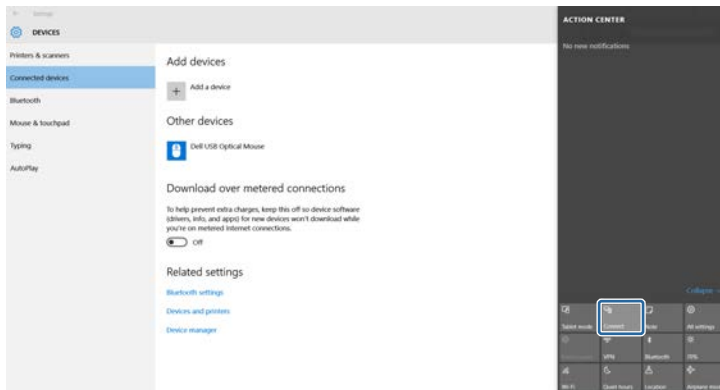 Settings
DEVICES
Printers & scanners
Connected devices
Bluetooth
Mouse & touchpad
Typing
AutoPlay
Add devices
Add a device
Other devices
Dell USB Optical Mouse
Download over metered connections
To help prevent extra charges, keep this off so device software
(drivers, info, and apps) for new devices won't download while
you're on metered Internet connections.
Off
Related settings
Bluetooth settings
Devices and printers
Device manager
ACTION CENTER
No new notifications
Collapse
Tablet mode
Connect
Note
All settings
VPN
Bluetooth
70%
Wi-Fi
Quiet hours
Location
Airplane mode